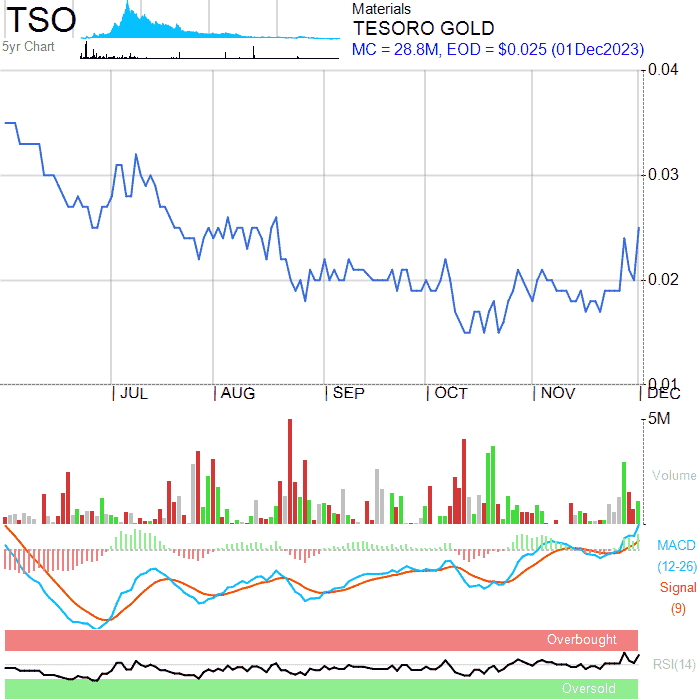 TSO
5yr Chart
Materials
TESORO GOLD
MC = 28.8M, EOD = $0.025 (01Dec2023)
0.04
0.03
0.02
0.01
JUL AUG SEP OCT NOV DEC
5M
Volume
MACD
(12-26)
Signal
(9)
Overbought
RSI(14)
Oversold